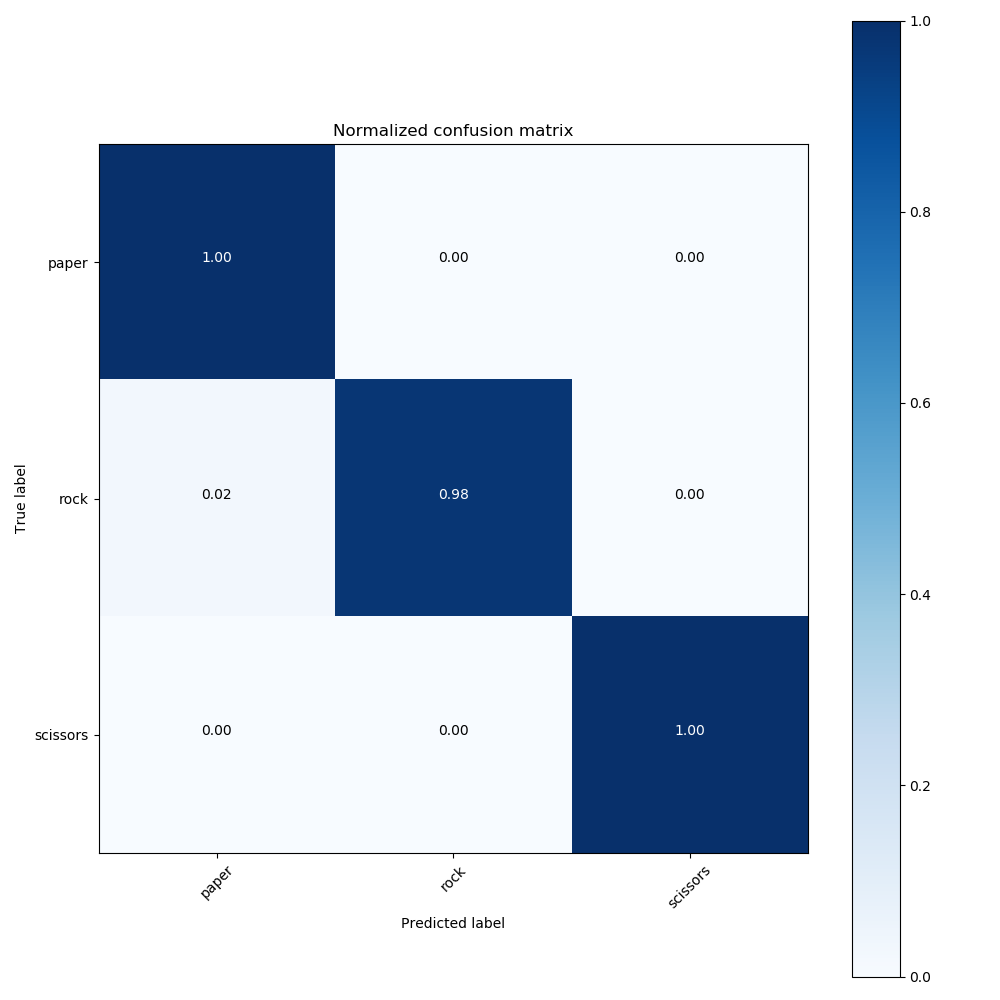 Normalized confusion matrix
True label
paper 1.00 0.00 0.00
rock 0.02 0.98 0.00
scissors 0.00 0.00 1.00
paper rock scissors
Predicted label
1.0
0.8
0.6
0.4
0.2
0.0